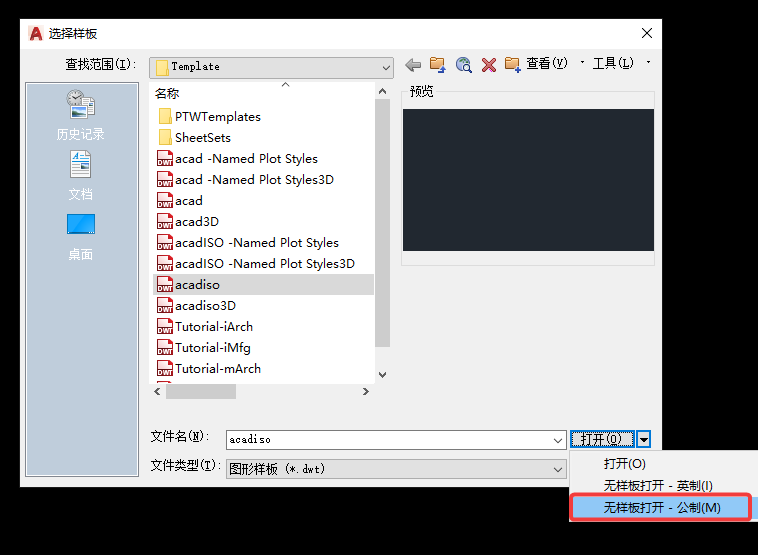 选择样板
查找范围(I):
Template
查看(V)
工具(L)
历史记录
文档
桌面
名称
PTWTemplates
SheetSets
acad -Named Plot Styles
acad -Named Plot Styles3D
acad
acad3D
acadISO -Named Plot Styles
acadISO -Named Plot Styles3D
acadiso
acadiso3D
Tutorial-iArch
Tutorial-iMfg
Tutorial-mArch
预览
文件名(N):
acadiso
打开(O)
文件类型(T):
图形样板 (*.dwt)
打开(O)
无样板打开 - 英制(I)
无样板打开 - 公制(M)